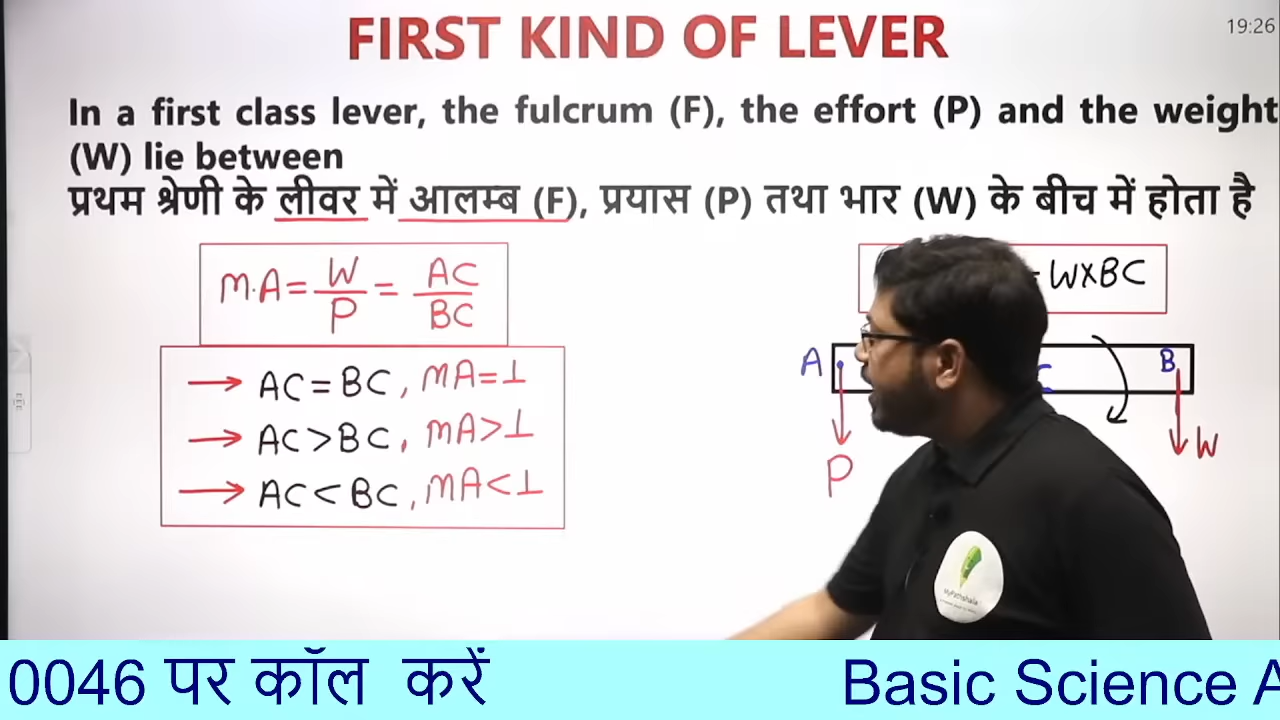 FIRST KIND OF LEVER
19:26
In a first class lever, the fulcrum (F), the effort (P) and the weight
(W) lie between
प्रथम श्रेणी के लीवर में आलम्ब (F), प्रयास (P) तथा भार (W) के बीच में होता है
M.A = W/P = AC/BC
WXBC
→ AC = BC, MA=1
→ AC > BC, MA>1
→ AC < BC, MA<1
A
C
B
P
W
MyPathshala
0046 पर कॉल करें
Basic Science A